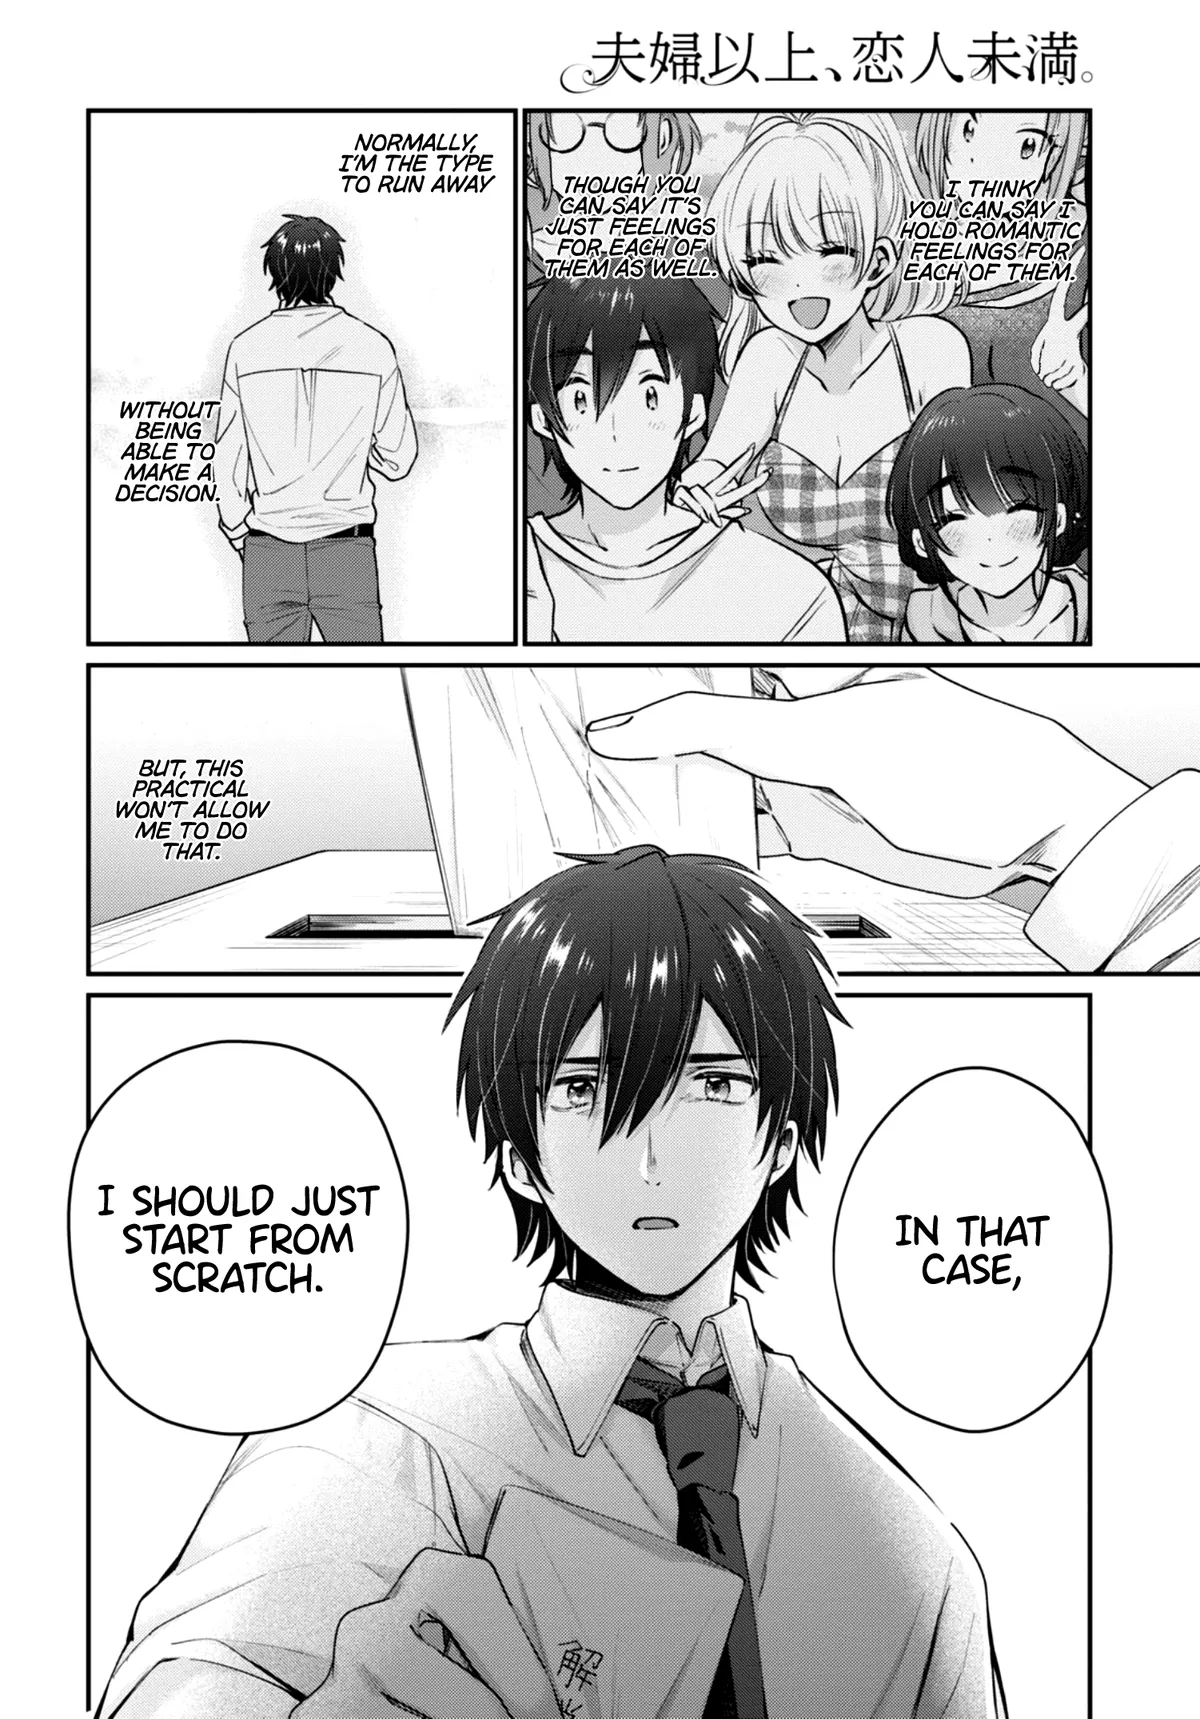 夫婦以上、恋人未満。
I THINK
YOU CAN SAY I
HOLD ROMANTIC
FEELINGS FOR
EACH OF THEM.
THOUGH YOU
CAN SAY IT'S
JUST FEELINGS
FOR EACH OF
THEM AS WELL.
NORMALLY,
I'M THE TYPE
TO RUN AWAY
WITHOUT
BEING
ABLE TO
MAKE A
DECISION.
BUT, THIS
PRACTICAL
WON'T ALLOW
ME TO DO
THAT.
IN THAT
CASE,
I SHOULD JUST
START FROM
SCRATCH.
解